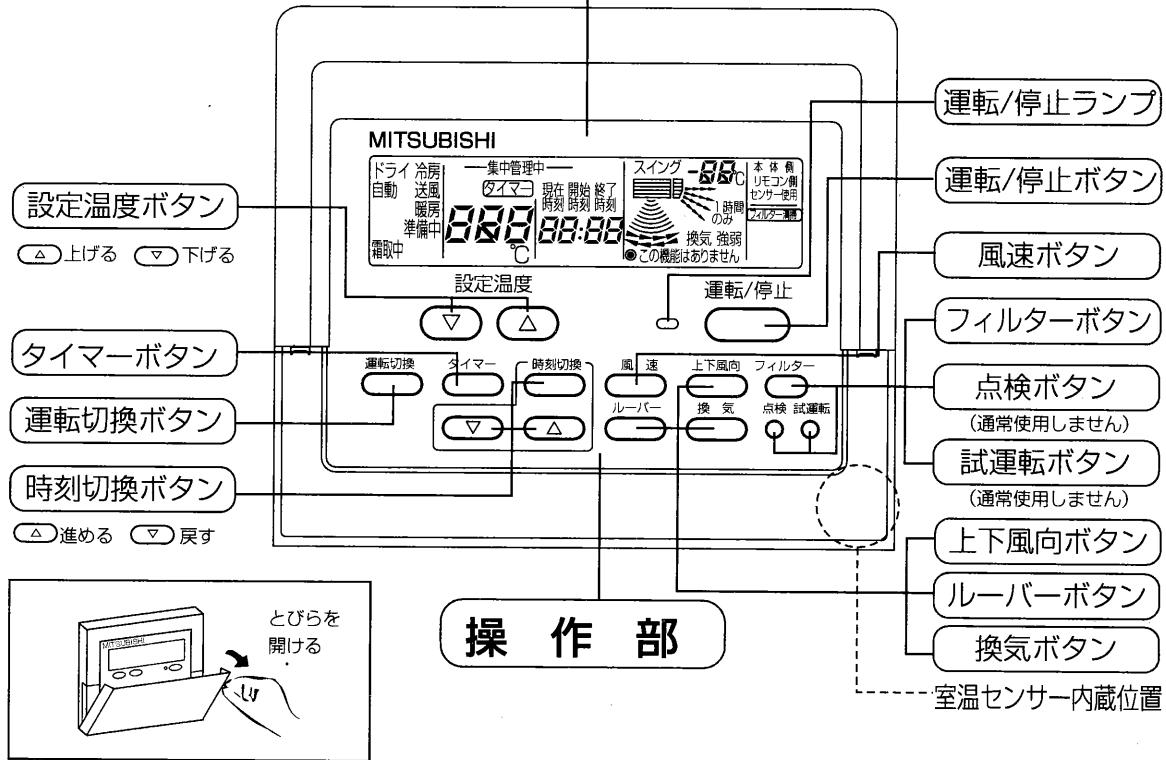 MITSUBISHI
ドライ 冷房
自動 送風
暖房
準備中
霜取中
集中管理中
タイマー
現在 開始 終了
時刻 時刻 時刻
888
℃
88:88
スイング
-88℃
1時間
のみ
換気 強弱
●この機能はありません
本体側
リモコン側
センサー使用
フィルター清掃
設定温度
▽ △
運転/停止
運転切換
タイマー
時刻切換
▽ △
風速
上下風向
フィルター
ルーバー
換気
点検 試運転
設定温度ボタン
△上げる ▽下げる
タイマーボタン
運転切換ボタン
時刻切換ボタン
△進める ▽戻す
運転/停止ランプ
運転/停止ボタン
風速ボタン
フィルターボタン
点検ボタン
(通常使用しません)
試運転ボタン
(通常使用しません)
上下風向ボタン
ルーバーボタン
換気ボタン
室温センサー内蔵位置
操作部
MITSUBISHI
とびらを
開ける